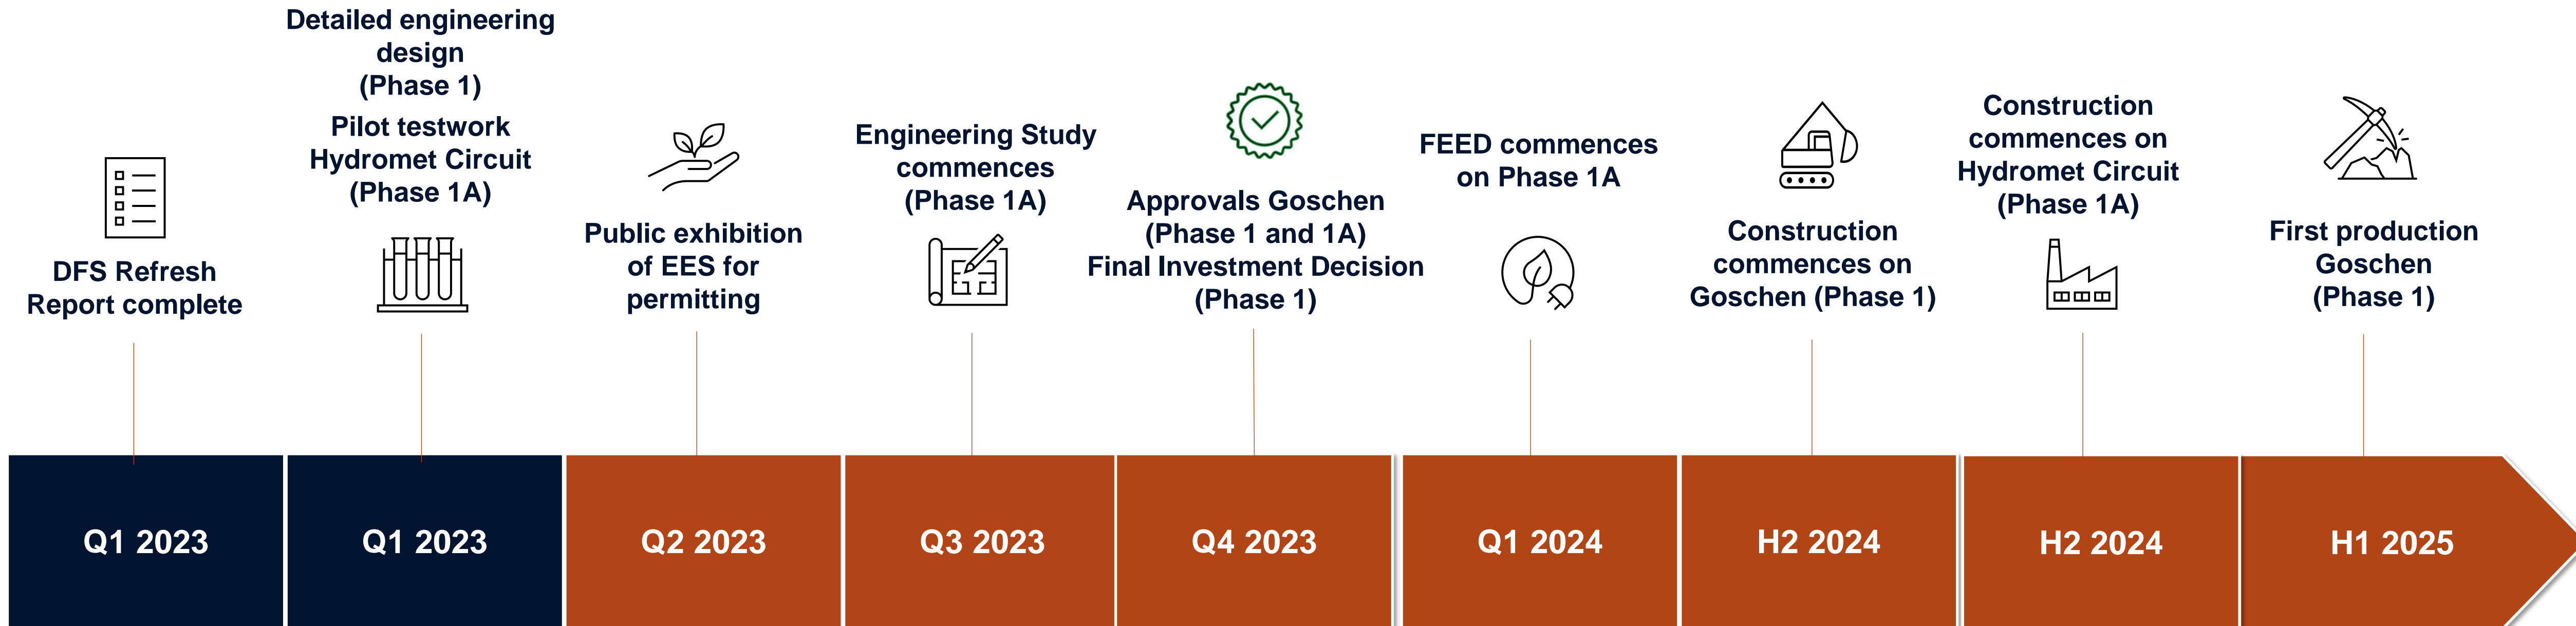 DFS Refresh
Report complete
Detailed engineering
design
(Phase 1)
Pilot testwork
Hydromet Circuit
(Phase 1A)
Public exhibition
of EES for
permitting
Engineering Study
commences
(Phase 1A)
Approvals Goschen
(Phase 1 and 1A)
Final Investment Decision
(Phase 1)
FEED commences
on Phase 1A
Construction
commences on
Goschen (Phase 1)
Construction
commences on
Hydromet Circuit
(Phase 1A)
First production
Goschen
(Phase 1)
Q1 2023
Q1 2023
Q2 2023
Q3 2023
Q4 2023
Q1 2024
H2 2024
H2 2024
H1 2025